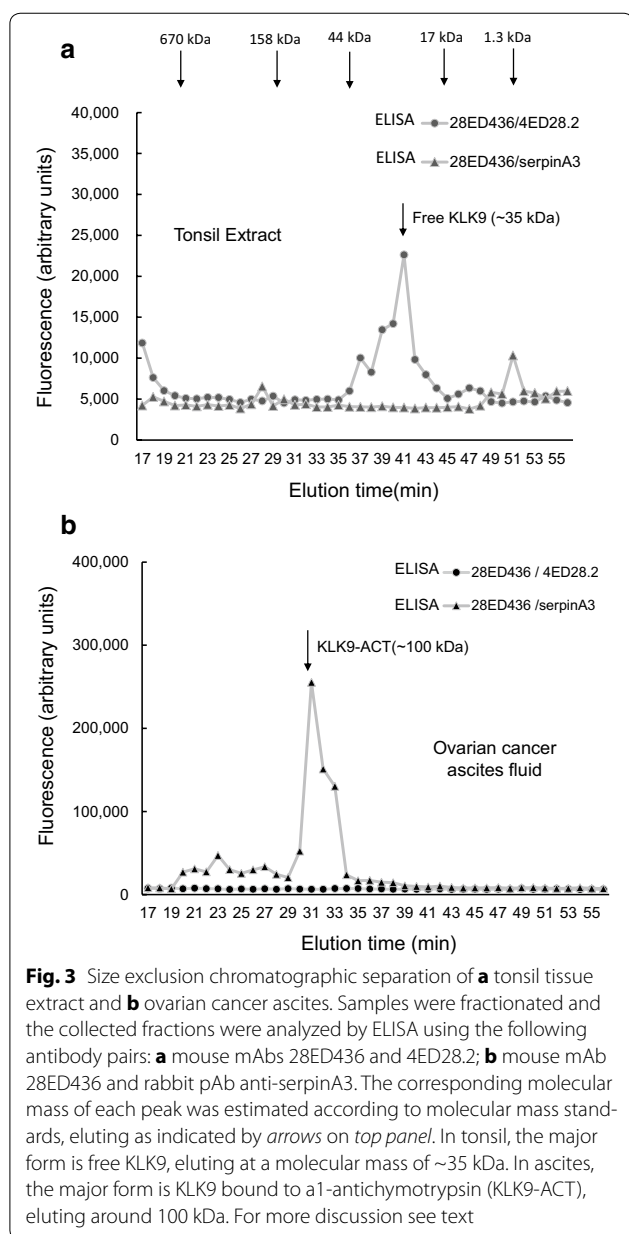 670 kDa 158 kDa 44 kDa 17 kDa 1.3 kDa
a
40,000
35,000
30,000
25,000
20,000
15,000
10,000
5,000
0
Fluorescence (arbitrary units)
ELISA 28ED436/4ED28.2
ELISA 28ED436/serpinA3
Tonsil Extract
Free KLK9 (~35 kDa)
17 19 21 23 25 27 29 31 33 35 37 39 41 43 45 47 49 51 53 55
Elution time(min)
b
400,000
300,000
200,000
100,000
0
Fluorescence (arbitrary units)
ELISA 28ED436 / 4ED28.2
ELISA 28ED436 /serpinA3
KLK9-ACT(~100 kDa)
Ovarian cancer
ascites fluid
17 19 21 23 25 27 29 31 33 35 37 39 41 43 45 47 49 51 53 55
Elution time (min)
Fig. 3 Size exclusion chromatographic separation of a tonsil tissue
extract and b ovarian cancer ascites. Samples were fractionated and
the collected fractions were analyzed by ELISA using the following
antibody pairs: a mouse mAbs 28ED436 and 4ED28.2; b mouse mAb
28ED436 and rabbit pAb anti-serpinA3. The corresponding molecular
mass of each peak was estimated according to molecular mass stand-
ards, eluting as indicated by arrows on top panel. In tonsil, the major
form is free KLK9, eluting at a molecular mass of ~35 kDa. In ascites,
the major form is KLK9 bound to a1-antichymotrypsin (KLK9-ACT),
eluting around 100 kDa. For more discussion see text